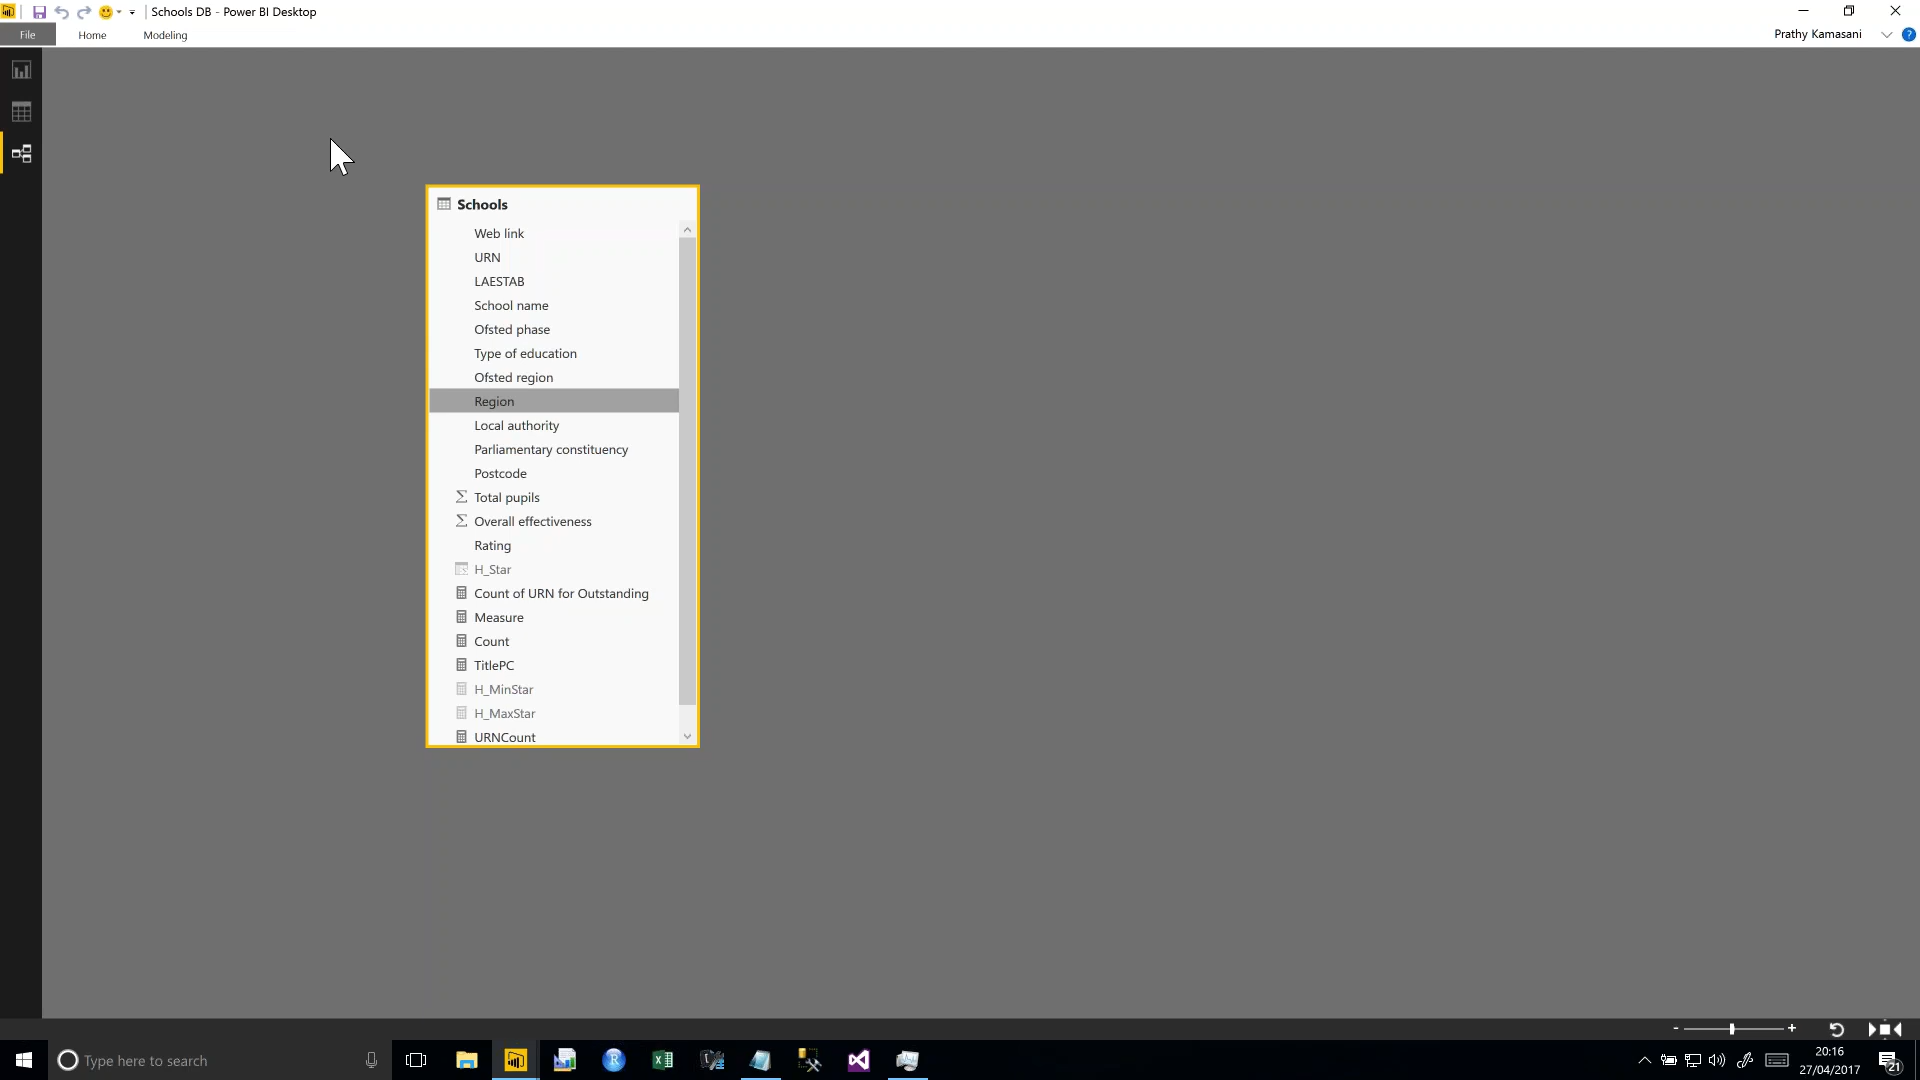 Schools DB - Power BI Desktop
File Home Modeling
Prathy Kamasani ?
Schools
Web link
URN
LAESTAB
School name
Ofsted phase
Type of education
Ofsted region
Region
Local authority
Parliamentary constituency
Postcode
Σ Total pupils
Σ Overall effectiveness
Rating
H_Star
Count of URN for Outstanding
Measure
Count
TitlePC
H_MinStar
H_MaxStar
URNCount
- +
Type here to search
R
20:16
27/04/2017
21